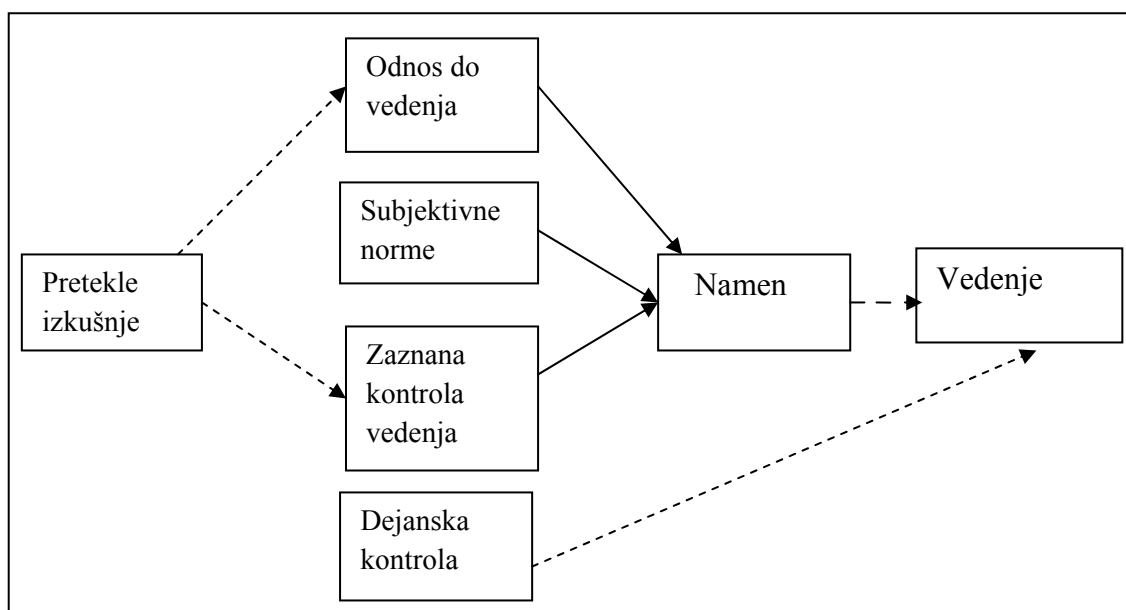 Odnos do
vedenja
Subjektivne
norme
Pretekle
izkušnje
Namen
Vedenje
Zaznana
kontrola
vedenja
Dejanska
kontrola